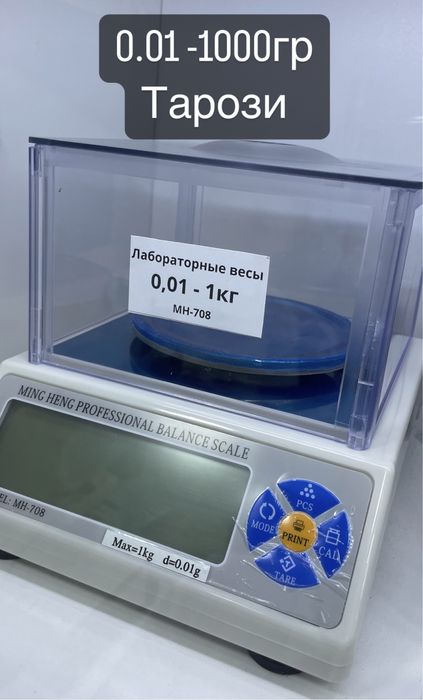 0.01 -1000гр
Тарози
Лабораторные весы
0,01 - 1кг
МН-708
MING HENG PROFESSIONAL BALANCE SCALE
EL: MH-708
Max=1kg d=0.01g
PCS
MODE
PRINT
CAL
TARE